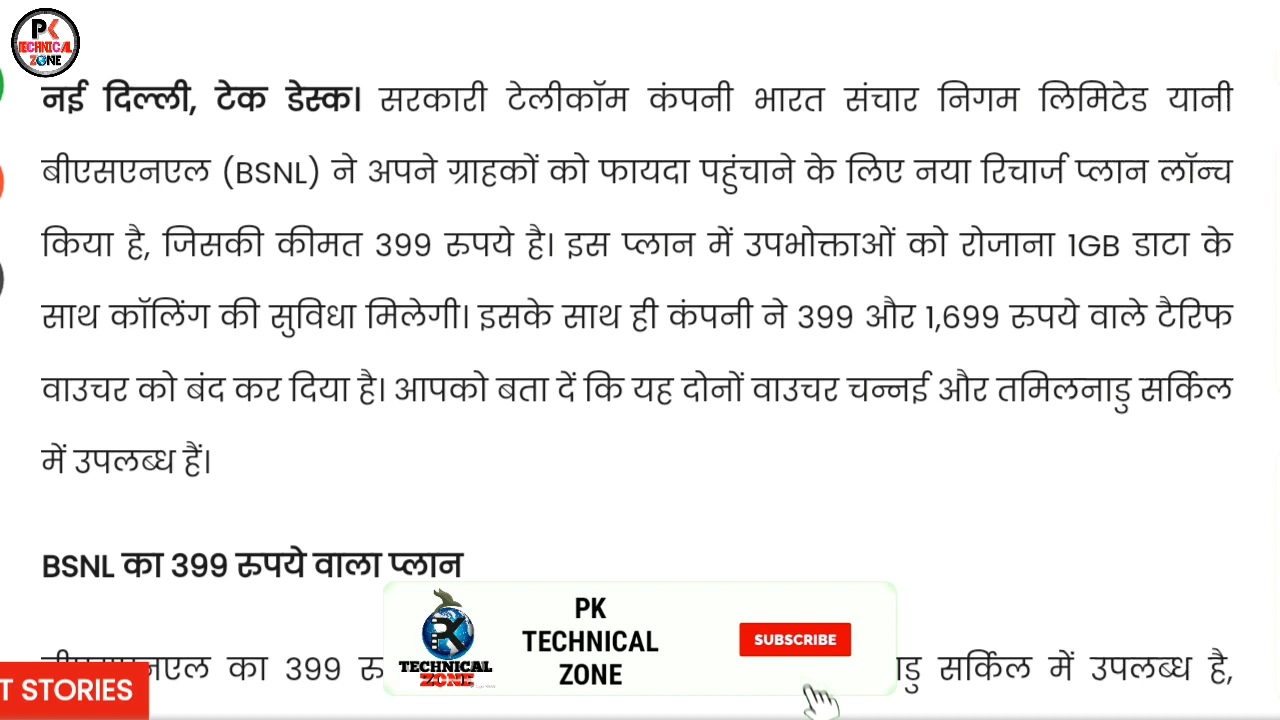 PK
TECHNICAL
ZONE
नई दिल्ली, टेक डेस्क। सरकारी टेलीकॉम कंपनी भारत संचार निगम लिमिटेड यानी
बीएसएनएल (BSNL) ने अपने ग्राहकों को फायदा पहुंचाने के लिए नया रिचार्ज प्लान लॉन्च
किया है, जिसकी कीमत 399 रुपये है। इस प्लान में उपभोक्ताओं को रोजाना 1GB डाटा के
साथ कॉलिंग की सुविधा मिलेगी। इसके साथ ही कंपनी ने 399 और 1,699 रुपये वाले टैरिफ
वाउचर को बंद कर दिया है। आपको बता दें कि यह दोनों वाउचर चन्नई और तमिलनाडु सर्किल
में उपलब्ध हैं।
BSNL का 399 रुपये वाला प्लान
का 399 सर्किल में उपलब्ध है,
T STORIES
PK
TECHNICAL
ZONE
PK
TECHNICAL
ZONE
SUBSCRIBE